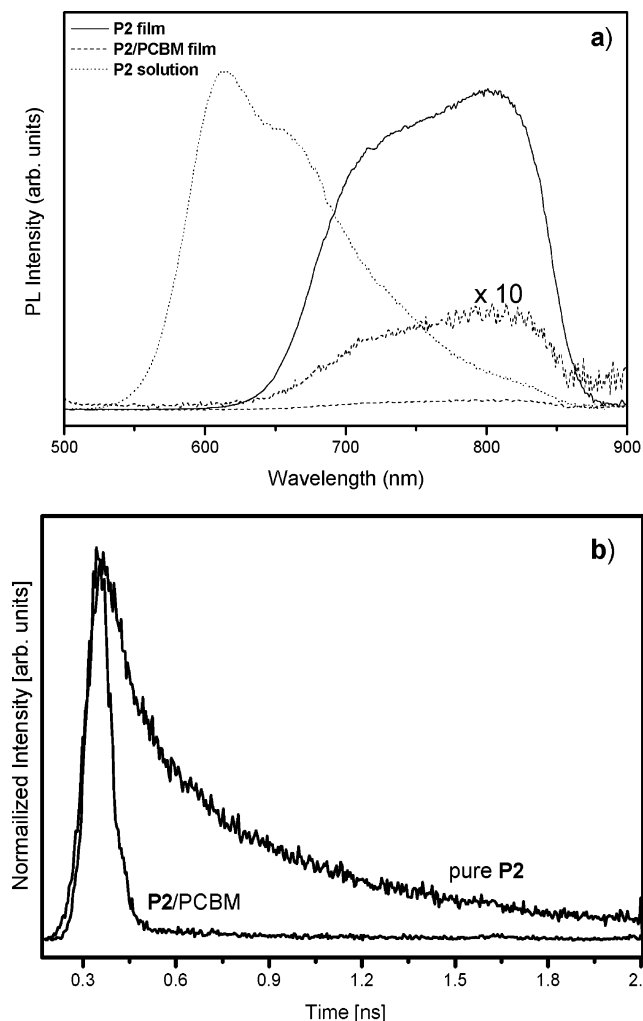 P2 film
P2/PCBM film
P2 solution
a)
x 10
PL Intensity (arb. units)
500 600 700 800 900
Wavelength (nm)
b)
Normailized Intensity [arb. units]
pure P2
P2/PCBM
0.3 0.6 0.9 1.2 1.5 1.8 2.
Time [ns]